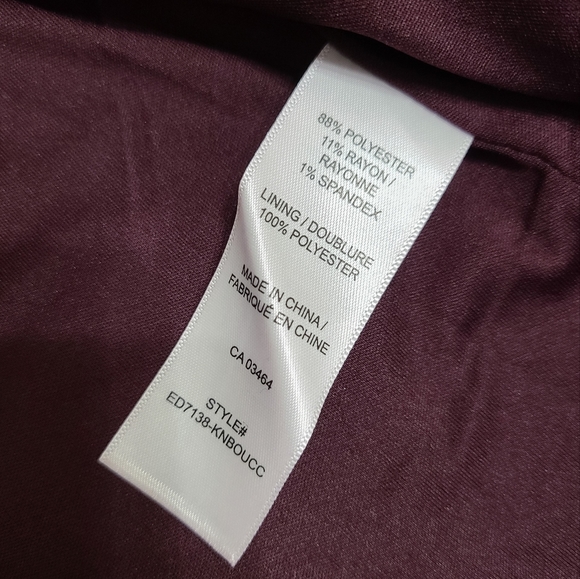 88% POLYESTER
11% RAYON /
RAYONNE
1% SPANDEX
LINING / DOUBLURE
100% POLYESTER
MADE IN CHINA /
FABRIQUÉ EN CHINE
CA 03464
STYLE#
ED7138-KNBOUCC